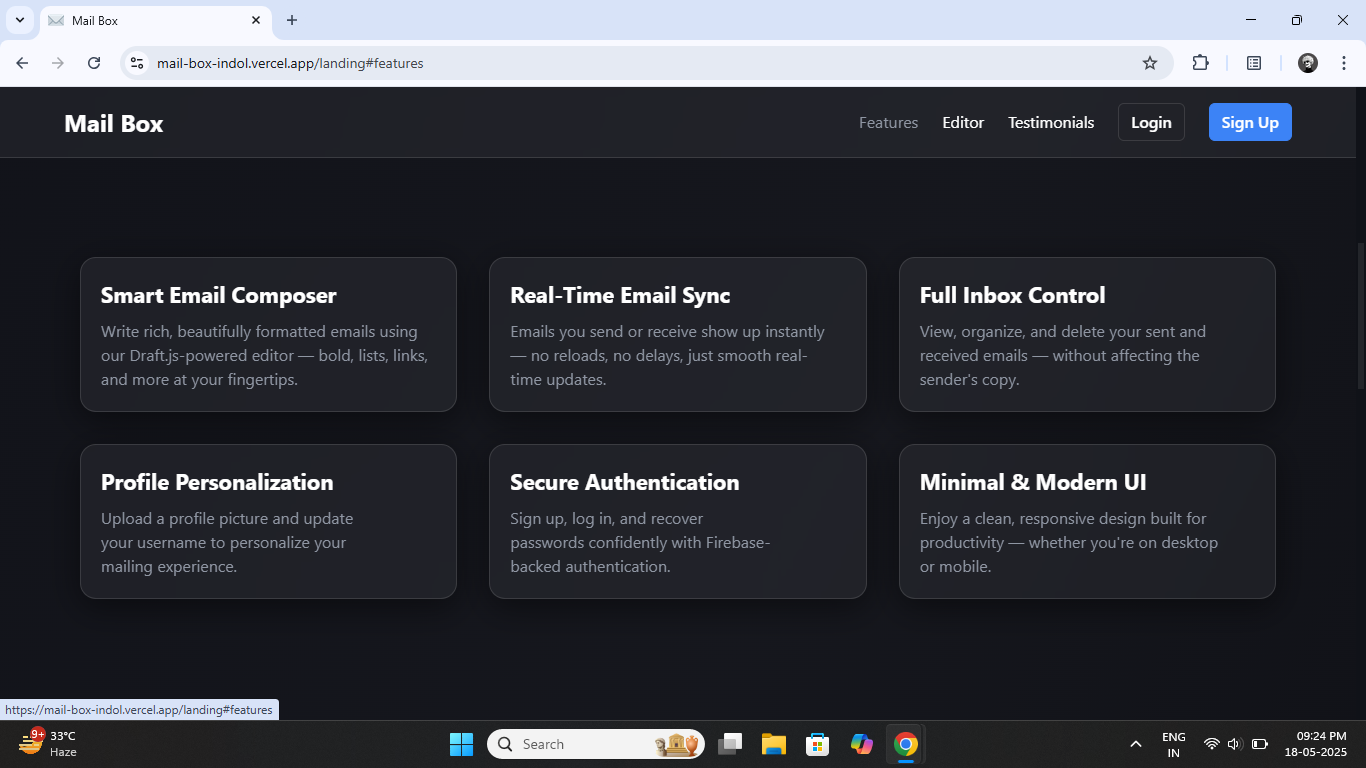 Mail Box
mail-box-indol.vercel.app/landing#features
Mail Box
Features
Editor
Testimonials
Login
Sign Up
Smart Email Composer
Write rich, beautifully formatted emails using
our Draft.js-powered editor — bold, lists, links,
and more at your fingertips.
Real-Time Email Sync
Emails you send or receive show up instantly
— no reloads, no delays, just smooth real-
time updates.
Full Inbox Control
View, organize, and delete your sent and
received emails — without affecting the
sender's copy.
Profile Personalization
Upload a profile picture and update
your username to personalize your
mailing experience.
Secure Authentication
Sign up, log in, and recover
passwords confidently with Firebase-
backed authentication.
Minimal & Modern UI
Enjoy a clean, responsive design built for
productivity — whether you're on desktop
or mobile.
https://mail-box-indol.vercel.app/landing#features
9+
33°C
Haze
Search
ENG
IN
09:24 PM
18-05-2025